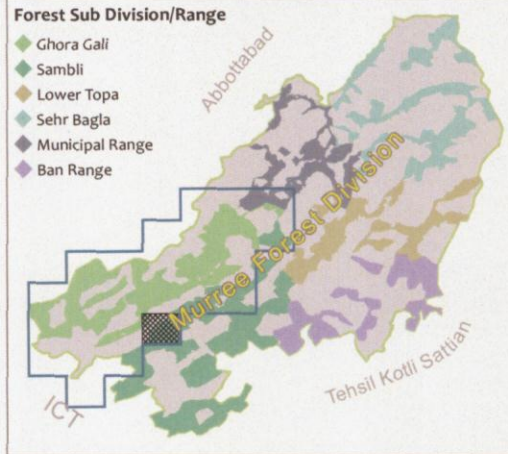 Forest Sub Division/Range
Ghora Gali
Sambli
Lower Topa
Sehr Bagla
Municipal Range
Ban Range
Abbottabad
Murree Forest Division
Tehsil Kotli Sattian
ICT